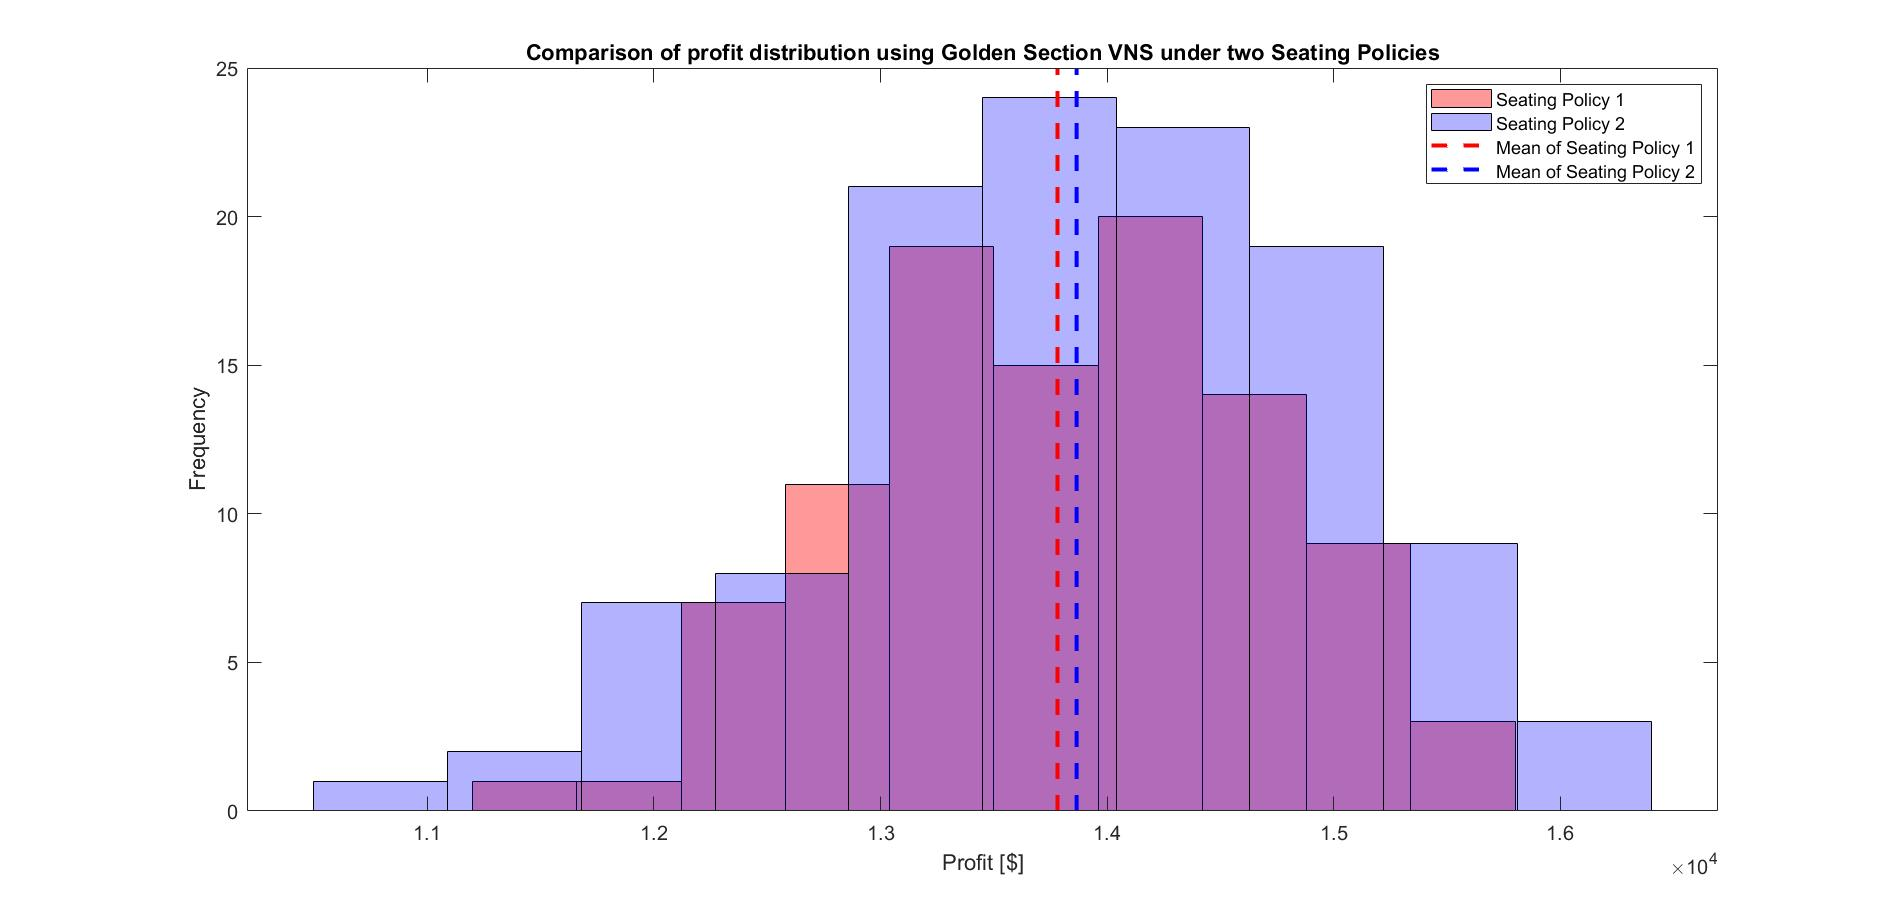 Comparison of profit distribution using Golden Section VNS under two Seating Policies
25
20
15
10
5
0
Frequency
Seating Policy 1
Seating Policy 2
Mean of Seating Policy 1
Mean of Seating Policy 2
1.1 1.2 1.3 1.4 1.5 1.6
Profit [$]
×10⁴